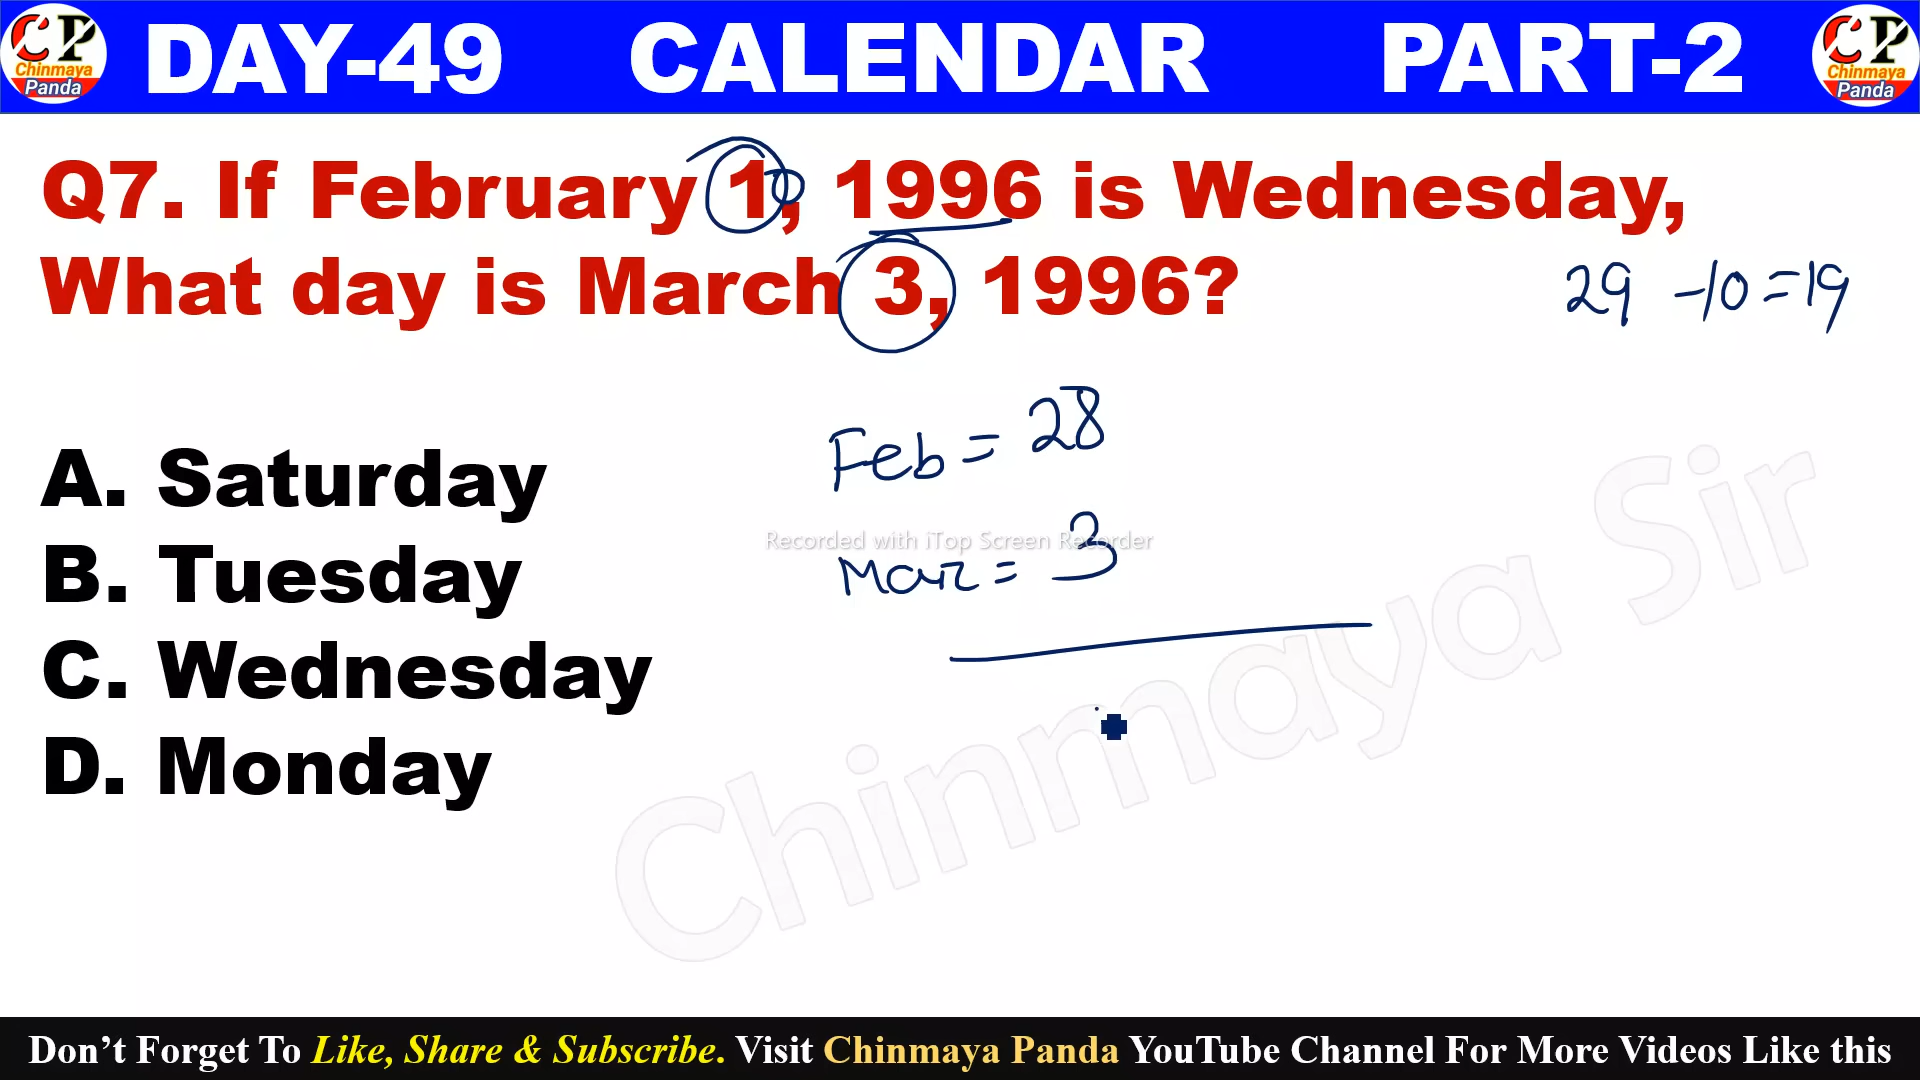 CP Chinmaya Panda DAY-49 CALENDAR PART-2 CP Chinmaya Panda
Q7. If February 1, 1996 is Wednesday,
What day is March 3, 1996?
29 -10 = 19
A. Saturday
B. Tuesday
C. Wednesday
D. Monday
Feb = 28
Recorded with iTop Screen Recorder
Mar = 3
Chinmaya Sir
Don’t Forget To Like, Share & Subscribe. Visit Chinmaya Panda YouTube Channel For More Videos Like this